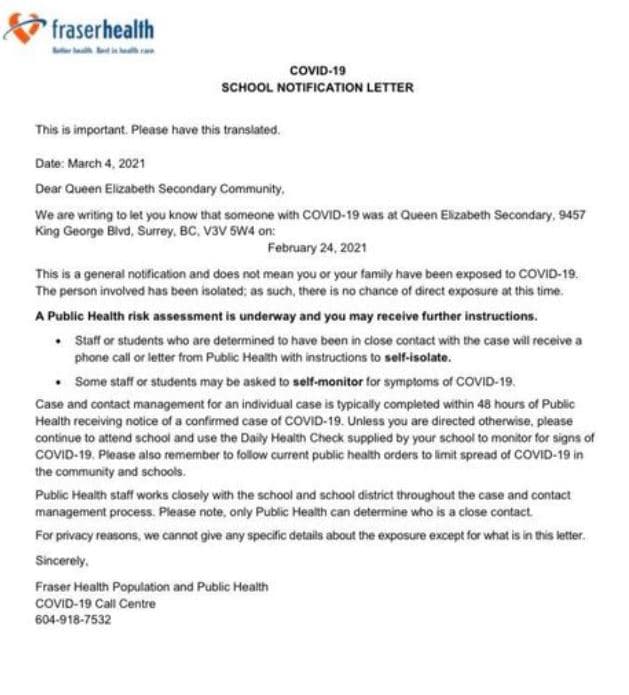 fraserhealth
Better health. Best in health care.
COVID-19
SCHOOL NOTIFICATION LETTER
This is important. Please have this translated.
Date: March 4, 2021
Dear Queen Elizabeth Secondary Community,
We are writing to let you know that someone with COVID-19 was at Queen Elizabeth Secondary, 9457
King George Blvd, Surrey, BC, V3V 5W4 on:
February 24, 2021
This is a general notification and does not mean you or your family have been exposed to COVID-19.
The person involved has been isolated; as such, there is no chance of direct exposure at this time.
A Public Health risk assessment is underway and you may receive further instructions.
• Staff or students who are determined to have been in close contact with the case will receive a
phone call or letter from Public Health with instructions to self-isolate.
• Some staff or students may be asked to self-monitor for symptoms of COVID-19.
Case and contact management for an individual case is typically completed within 48 hours of Public
Health receiving notice of a confirmed case of COVID-19. Unless you are directed otherwise, please
continue to attend school and use the Daily Health Check supplied by your school to monitor for signs of
COVID-19. Please also remember to follow current public health orders to limit spread of COVID-19 in
the community and schools.
Public Health staff works closely with the school and school district throughout the case and contact
management process. Please note, only Public Health can determine who is a close contact.
For privacy reasons, we cannot give any specific details about the exposure except for what is in this letter.
Sincerely,
Fraser Health Population and Public Health
COVID-19 Call Centre
604-918-7532